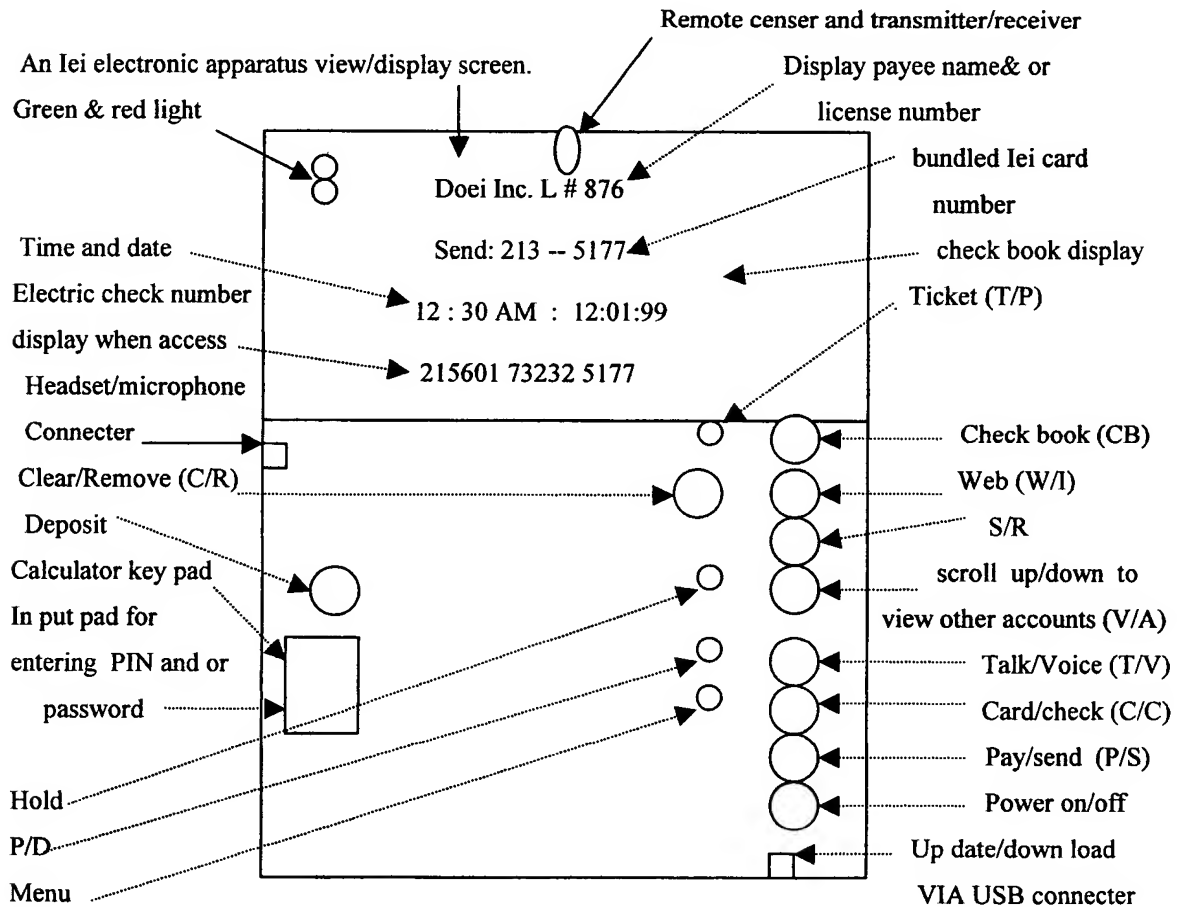 Remote censer and transmitter/receiver
An Iei electronic apparatus view/display screen.
Display payee name& or
license number
Green & red light
bundled Iei card
number
Doei Inc. L # 876
Time and date
Send: 213 -- 5177
check book display
Electric check number
display when access
12 : 30 AM : 12:01:99
Ticket (T/P)
215601 73232 5177
Headset/microphone
Connecter
Check book (CB)
Clear/Remove (C/R)
Web (W/I)
Deposit
S/R
Calculator key pad
scroll up/down to
view other accounts (V/A)
In put pad for
entering PIN and or
password
Talk/Voice (T/V)
Card/check (C/C)
Pay/send (P/S)
Hold
Power on/off
P/D
Up date/down load
VIA USB connecter
Menu